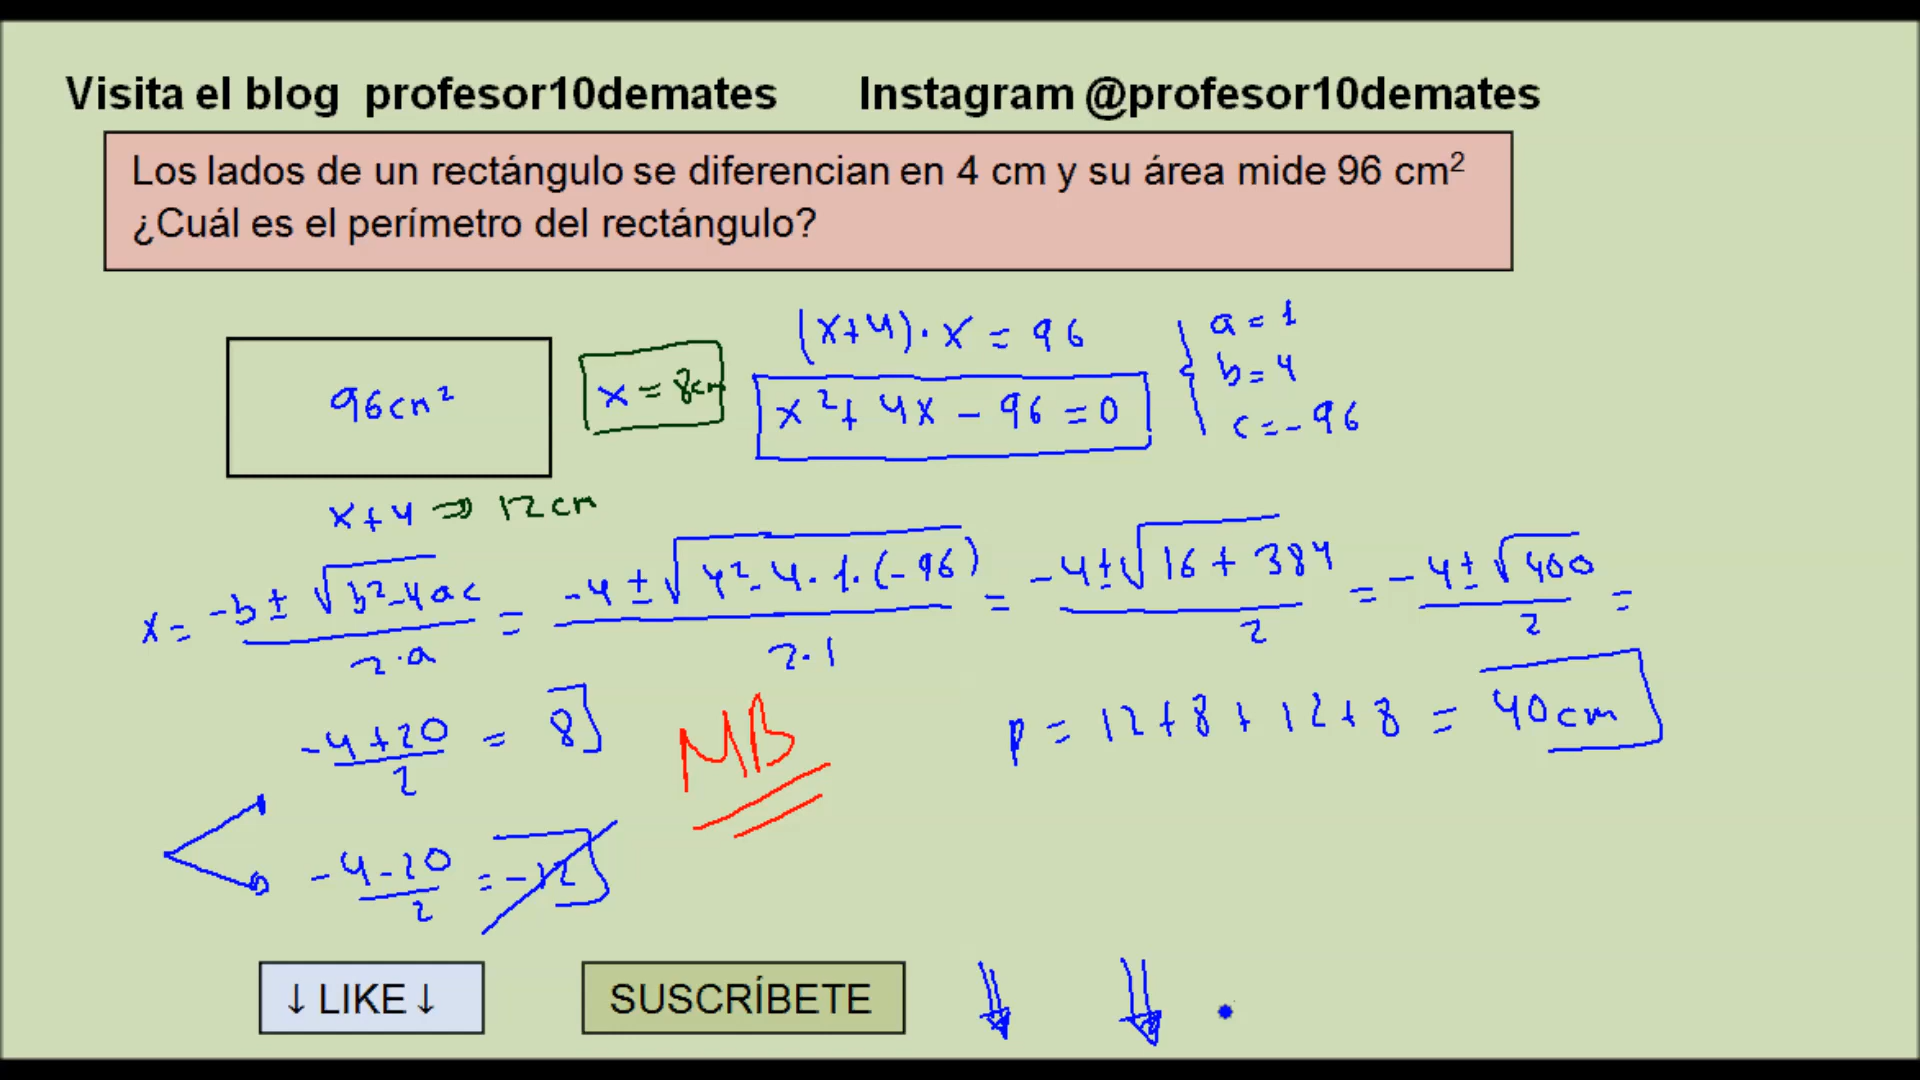 Visita el blog profesor10demates Instagram @profesor10demates
Los lados de un rectángulo se diferencian en 4 cm y su área mide 96 cm²
¿Cuál es el perímetro del rectángulo?
96cm²
x = 8cm
(x+4)·x = 96
x²+ 4x - 96 = 0
a = 1
b = 4
c = -96
x+4 ⇒ 12cm
x = (-b ± √(b²-4ac))/(2·a) = (-4 ± √(4²-4·1·(-96)))/(2·1) = (-4±√(16+384))/2 = (-4±√400)/2 =
(-4+20)/2 = 8
MB
p = 12+8+12+8 = 40cm
(-4-20)/2 = -12
↓LIKE↓ SUSCRÍBETE